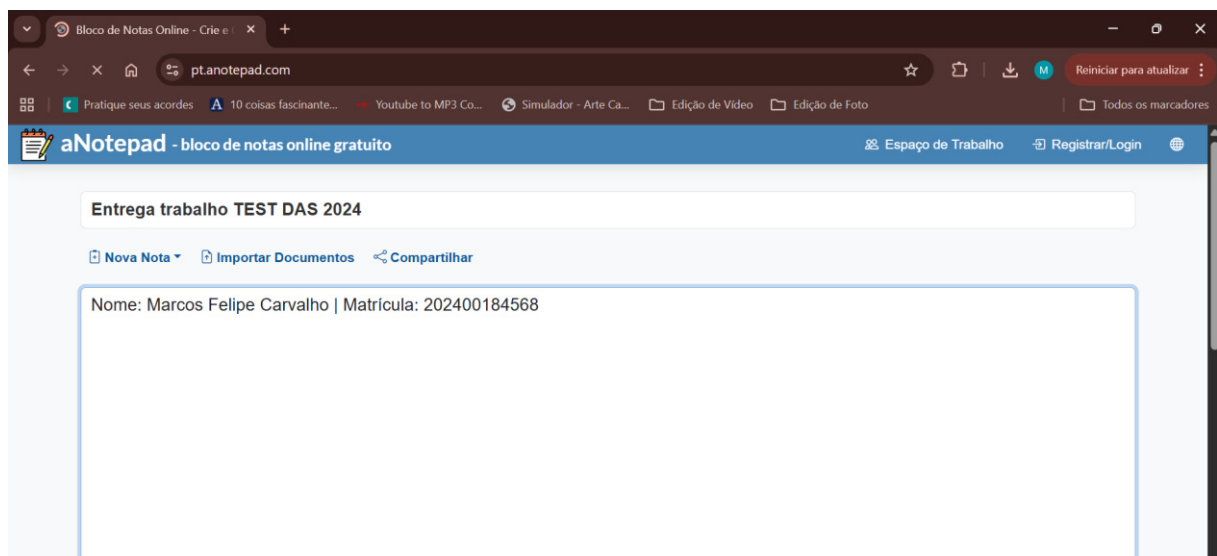 Bloco de Notas Online - Crie e
pt.anotepad.com
Reiniciar para atualizar
Pratique seus acordes A 10 coisas fascinante... Youtube to MP3 Co... Simulador - Arte Ca... Edição de Vídeo Edição de Foto Todos os marcadores
aNotepad - bloco de notas online gratuito Espaço de Trabalho Registrar/Login
Entrega trabalho TEST DAS 2024
Nova Nota Importar Documentos Compartilhar
Nome: Marcos Felipe Carvalho | Matrícula: 202400184568